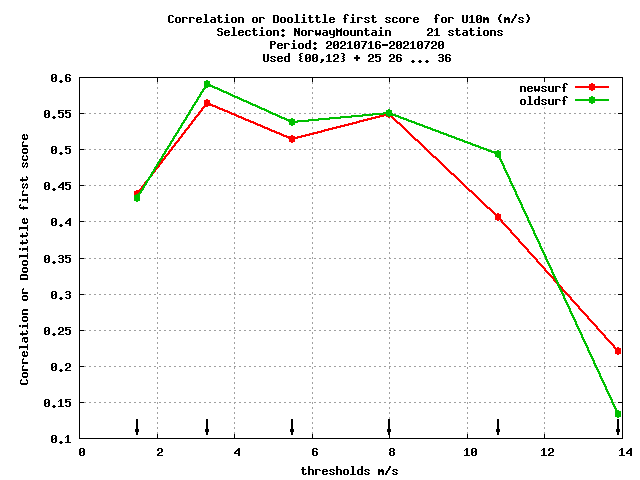 Correlation or Doolittle first score  for U10m (m/s)
Selection: NorwayMountain     21 stations
Period: 20210716-20210720
Used {00,12} + 25 26 ... 36
newsurf
oldsurf
0.6
0.55
0.5
0.45
0.4
0.35
0.3
0.25
0.2
0.15
0.1
Correlation or Doolittle first score
0 2 4 6 8 10 12 14
thresholds m/s